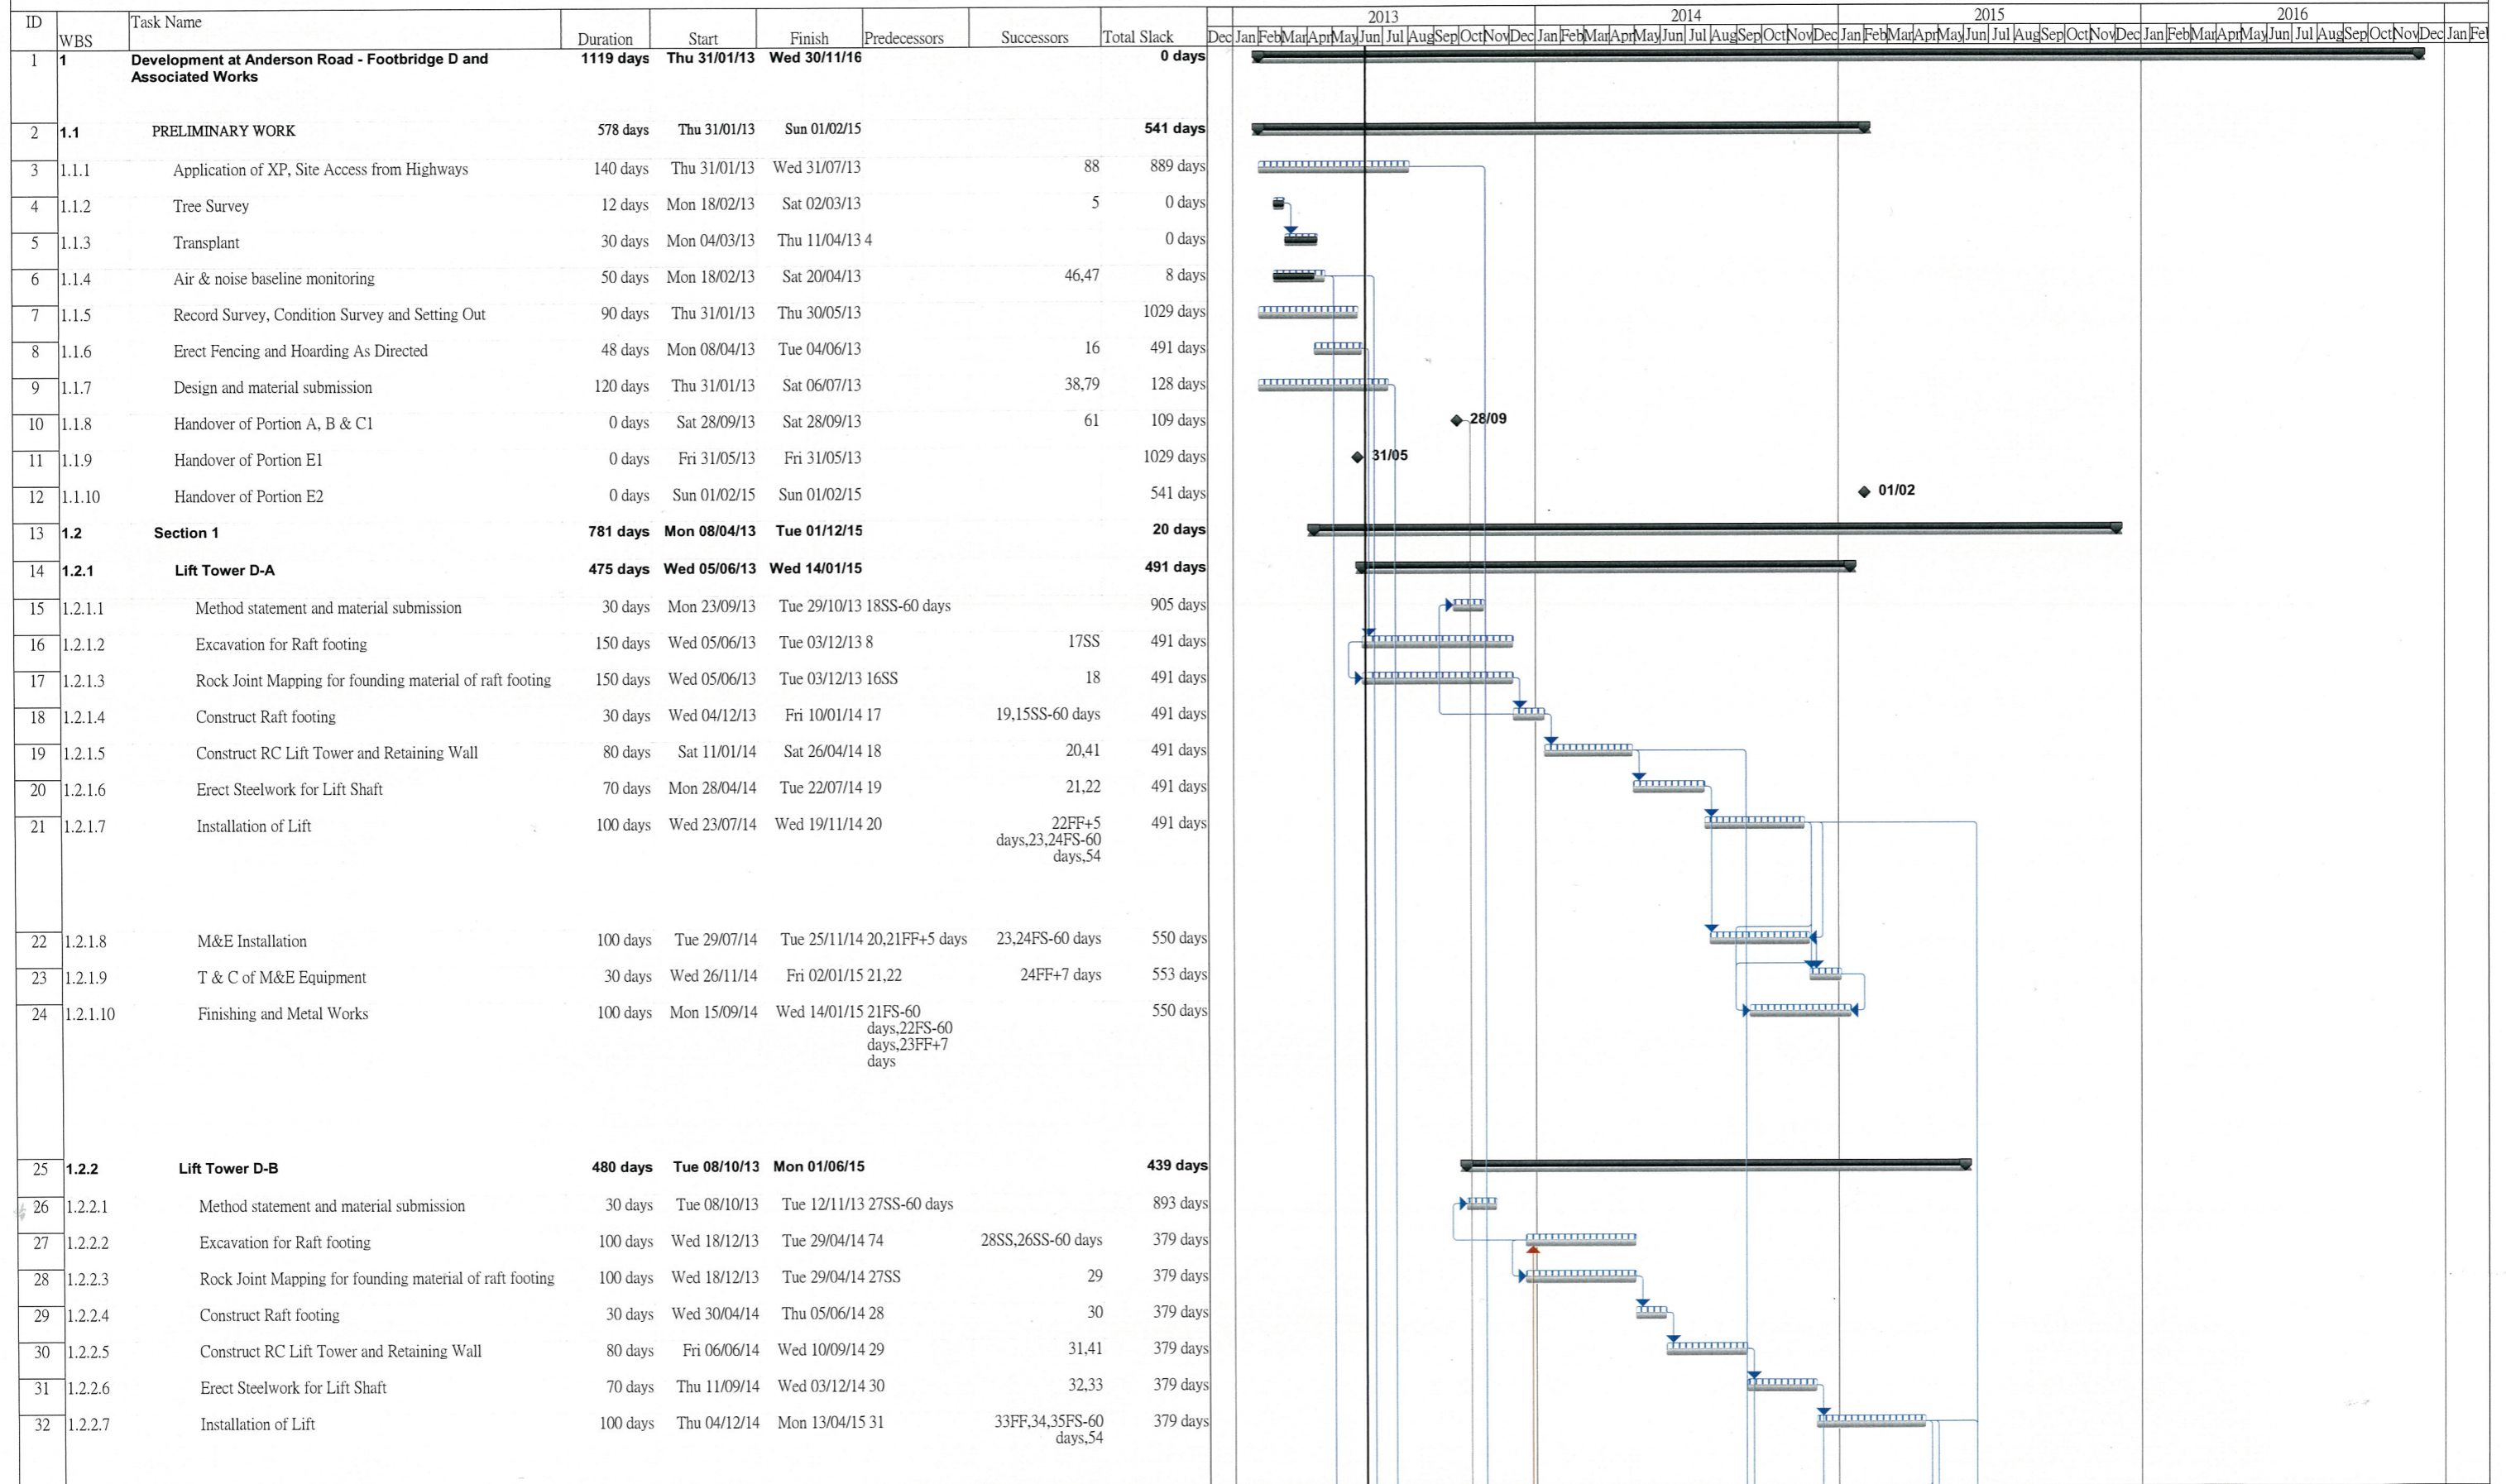 2013 2014 2015 2016
ID WBS Task Name Duration Start Finish Predecessors Successors Total Slack Dec Jan Feb Mar Apr May Jun Jul Aug Sep Oct Nov Dec Jan Feb Mar Apr May Jun Jul Aug Sep Oct Nov Dec Jan Feb Mar Apr May Jun Jul Aug Sep Oct Nov Dec Jan Feb Mar Apr May Jun Jul Aug Sep Oct Nov Dec Jan Feb
1 1 Development at Anderson Road - Footbridge D and 1119 days Thu 31/01/13 Wed 30/11/16 0 days
Associated Works
2 1.1 PRELIMINARY WORK 578 days Thu 31/01/13 Sun 01/02/15 541 days
3 1.1.1 Application of XP, Site Access from Highways 140 days Thu 31/01/13 Wed 31/07/13 88 889 days
4 1.1.2 Tree Survey 12 days Mon 18/02/13 Sat 02/03/13 5 0 days
5 1.1.3 Transplant 30 days Mon 04/03/13 Thu 11/04/13 4 0 days
6 1.1.4 Air & noise baseline monitoring 50 days Mon 18/02/13 Sat 20/04/13 46,47 8 days
7 1.1.5 Record Survey, Condition Survey and Setting Out 90 days Thu 31/01/13 Thu 30/05/13 1029 days
8 1.1.6 Erect Fencing and Hoarding As Directed 48 days Mon 08/04/13 Tue 04/06/13 16 491 days
9 1.1.7 Design and material submission 120 days Thu 31/01/13 Sat 06/07/13 38,79 128 days
10 1.1.8 Handover of Portion A, B & C1 0 days Sat 28/09/13 Sat 28/09/13 61 109 days 28/09
11 1.1.9 Handover of Portion E1 0 days Fri 31/05/13 Fri 31/05/13 1029 days 31/05
12 1.1.10 Handover of Portion E2 0 days Sun 01/02/15 Sun 01/02/15 541 days 01/02
13 1.2 Section 1 781 days Mon 08/04/13 Tue 01/12/15 20 days
14 1.2.1 Lift Tower D-A 475 days Wed 05/06/13 Wed 14/01/15 491 days
15 1.2.1.1 Method statement and material submission 30 days Mon 23/09/13 Tue 29/10/13 18SS-60 days 905 days
16 1.2.1.2 Excavation for Raft footing 150 days Wed 05/06/13 Tue 03/12/13 8 17SS 491 days
17 1.2.1.3 Rock Joint Mapping for founding material of raft footing 150 days Wed 05/06/13 Tue 03/12/13 16SS 18 491 days
18 1.2.1.4 Construct Raft footing 30 days Wed 04/12/13 Fri 10/01/14 17 19,15SS-60 days 491 days
19 1.2.1.5 Construct RC Lift Tower and Retaining Wall 80 days Sat 11/01/14 Sat 26/04/14 18 20,41 491 days
20 1.2.1.6 Erect Steelwork for Lift Shaft 70 days Mon 28/04/14 Tue 22/07/14 19 21,22 491 days
21 1.2.1.7 Installation of Lift 100 days Wed 23/07/14 Wed 19/11/14 20 22FF+5 491 days
days,23,24FS-60
days,54
22 1.2.1.8 M&E Installation 100 days Tue 29/07/14 Tue 25/11/14 20,21FF+5 days 23,24FS-60 days 550 days
23 1.2.1.9 T & C of M&E Equipment 30 days Wed 26/11/14 Fri 02/01/15 21,22 24FF+7 days 553 days
24 1.2.1.10 Finishing and Metal Works 100 days Mon 15/09/14 Wed 14/01/15 21FS-60 550 days
days,22FS-60
days,23FF+7
days
25 1.2.2 Lift Tower D-B 480 days Tue 08/10/13 Mon 01/06/15 439 days
26 1.2.2.1 Method statement and material submission 30 days Tue 08/10/13 Tue 12/11/13 27SS-60 days 893 days
27 1.2.2.2 Excavation for Raft footing 100 days Wed 18/12/13 Tue 29/04/14 74 28SS,26SS-60 days 379 days
28 1.2.2.3 Rock Joint Mapping for founding material of raft footing 100 days Wed 18/12/13 Tue 29/04/14 27SS 29 379 days
29 1.2.2.4 Construct Raft footing 30 days Wed 30/04/14 Thu 05/06/14 28 30 379 days
30 1.2.2.5 Construct RC Lift Tower and Retaining Wall 80 days Fri 06/06/14 Wed 10/09/14 29 31,41 379 days
31 1.2.2.6 Erect Steelwork for Lift Shaft 70 days Thu 11/09/14 Wed 03/12/14 30 32,33 379 days
32 1.2.2.7 Installation of Lift 100 days Thu 04/12/14 Mon 13/04/15 31 33FF,34,35FS-60 379 days
days,54